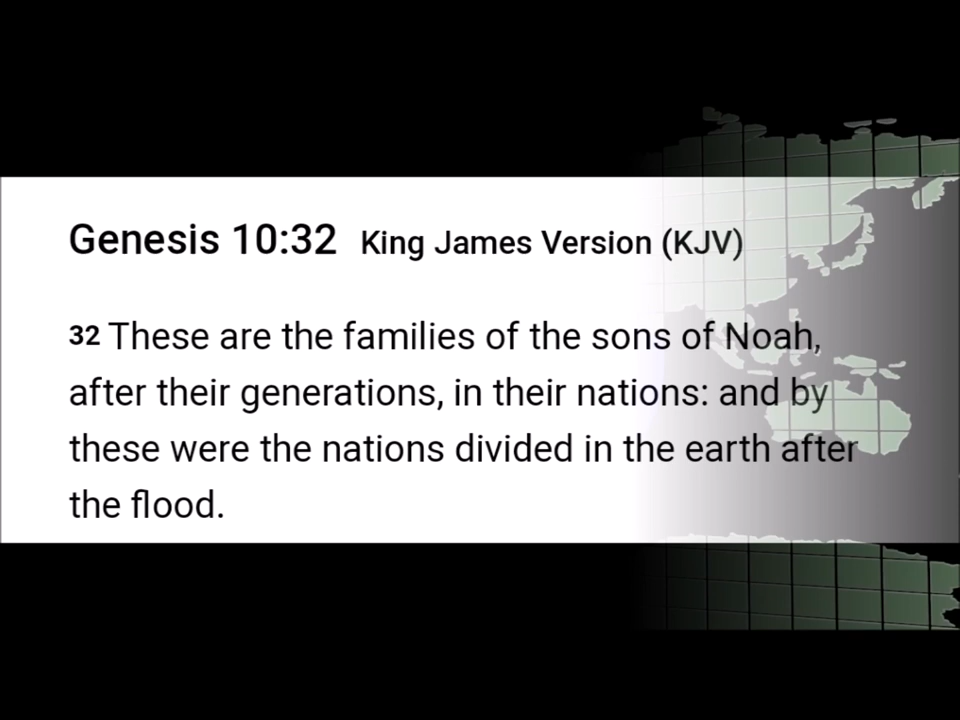 Genesis 10:32 King James Version (KJV)
32 These are the families of the sons of Noah,
after their generations, in their nations: and by
these were the nations divided in the earth after
the flood.